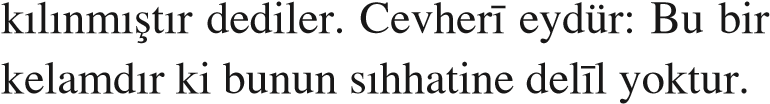 kılınmıştır dediler. Cevherī eydür: Bu bir
kelamdır ki bunun sıhhatine delīl yoktur.